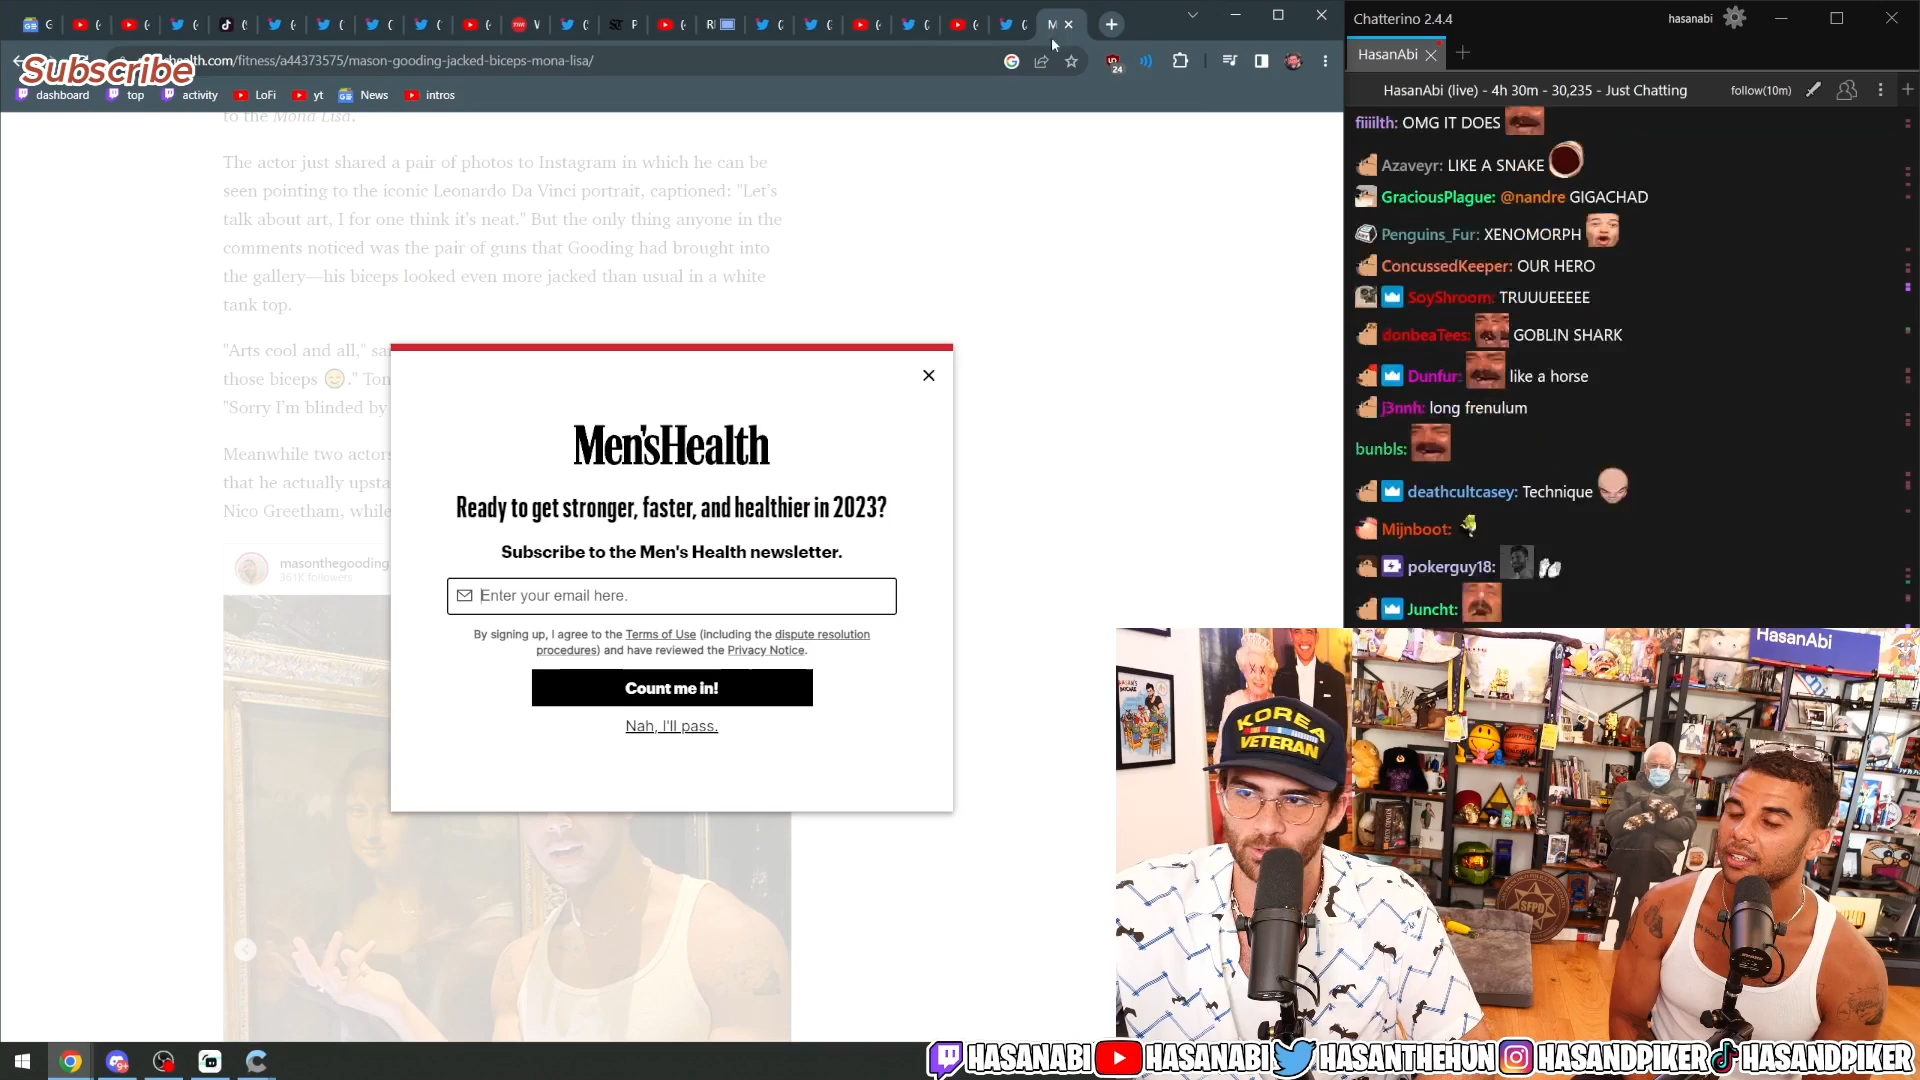 Subscribe
health.com/fitness/a44373575/mason-gooding-jacked-biceps-mona-lisa/
24
dashboard top activity LoFi yt News intros
to the Mona Lisa.
The actor just shared a pair of photos to Instagram in which he can be
seen pointing to the iconic Leonardo Da Vinci portrait, captioned: "Let's
talk about art, I for one think it's neat." But the only thing anyone in the
comments noticed was the pair of guns that Gooding had brought into
the gallery—his biceps looked even more jacked than usual in a white
tank top.
"Arts cool and all," sa
those biceps 😊." Ton
"Sorry I'm blinded by
Meanwhile two actors
that he actually upsta
Nico Greetham, while
masonthegooding
361K followers
Men'sHealth
Ready to get stronger, faster, and healthier in 2023?
Subscribe to the Men's Health newsletter.
Enter your email here.
By signing up, I agree to the Terms of Use (including the dispute resolution
procedures) and have reviewed the Privacy Notice.
Count me in!
Nah, I'll pass.
Chatterino 2.4.4
hasanabi
HasanAbi
HasanAbi (live) - 4h 30m - 30,235 - Just Chatting
follow(10m)
fiiiilth: OMG IT DOES
Azaveyr: LIKE A SNAKE
GraciousPlague: @nandre GIGACHAD
Penguins_Fur: XENOMORPH
ConcussedKeeper: OUR HERO
SoyShroom: TRUUUEEEEE
donbeaTees: GOBLIN SHARK
Dunfur: like a horse
j3nnh: long frenulum
bunbls:
deathcultcasey: Technique
Mijnboot:
pokerguy18:
Juncht:
HasanAbi
KOREA
VETERAN
SFPD
HASANABI HASANABI HASANTHEHUN HASANDPIKER HASANDPIKER